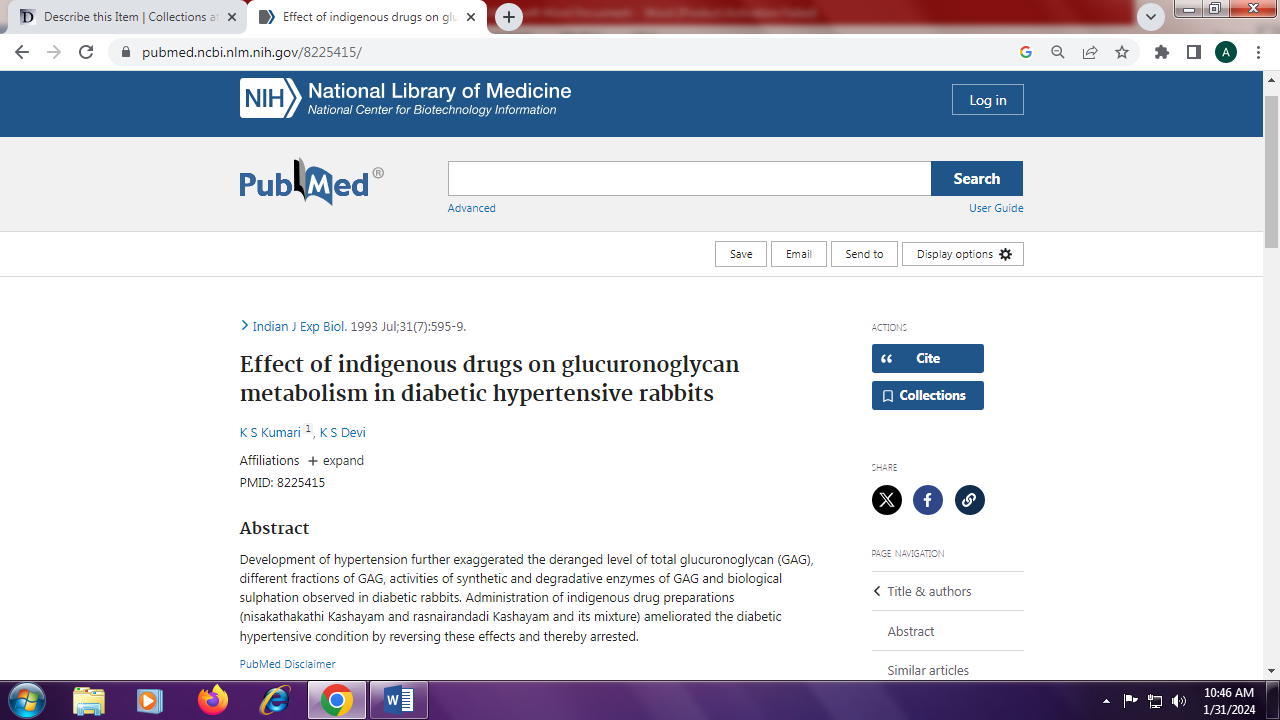 Describe this Item | Collections at
Effect of indigenous drugs on glu
pubmed.ncbi.nlm.nih.gov/8225415/
A
NIH National Library of Medicine
National Center for Biotechnology Information
Log in
PubMed®
Search
Advanced
User Guide
Save
Email
Send to
Display options
Indian J Exp Biol. 1993 Jul;31(7):595-9.
Effect of indigenous drugs on glucuronoglycan
metabolism in diabetic hypertensive rabbits
K S Kumari 1, K S Devi
Affiliations + expand
PMID: 8225415
Abstract
Development of hypertension further exaggerated the deranged level of total glucuronoglycan (GAG),
different fractions of GAG, activities of synthetic and degradative enzymes of GAG and biological
sulphation observed in diabetic rabbits. Administration of indigenous drug preparations
(nisakathakathi Kashayam and rasnairandadi Kashayam and its mixture) ameliorated the diabetic
hypertensive condition by reversing these effects and thereby arrested.
PubMed Disclaimer
ACTIONS
Cite
Collections
SHARE
PAGE NAVIGATION
Title & authors
Abstract
Similar articles
10:46 AM
1/31/2024